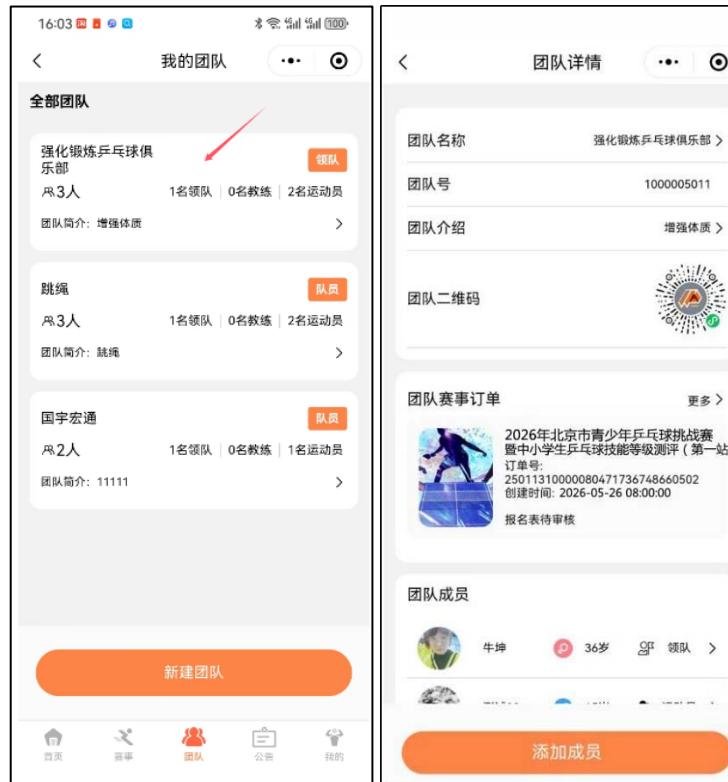 16:03
100
我的团队
全部团队
强化锻炼乒乓球俱
乐部
领队
3人
1名领队
0名教练
2名运动员
团队简介：增强体质
跳绳
队员
3人
1名领队
0名教练
2名运动员
团队简介：跳绳
国宇宏通
队员
2人
1名领队
0名教练
1名运动员
团队简介：11111
新建团队
首页
赛事
团队
公告
我的
团队详情
团队名称
强化锻炼乒乓球俱乐部
团队号
1000005011
团队介绍
增强体质
团队二维码
团队赛事订单
更多
2026年北京市青少年乒乓球挑战赛
暨中小学生乒乓球技能等级测评（第一站
订单号:
25011310000080471736748660502
创建时间: 2026-05-26 08:00:00
报名表待审核
团队成员
牛坤
36岁
领队
添加成员